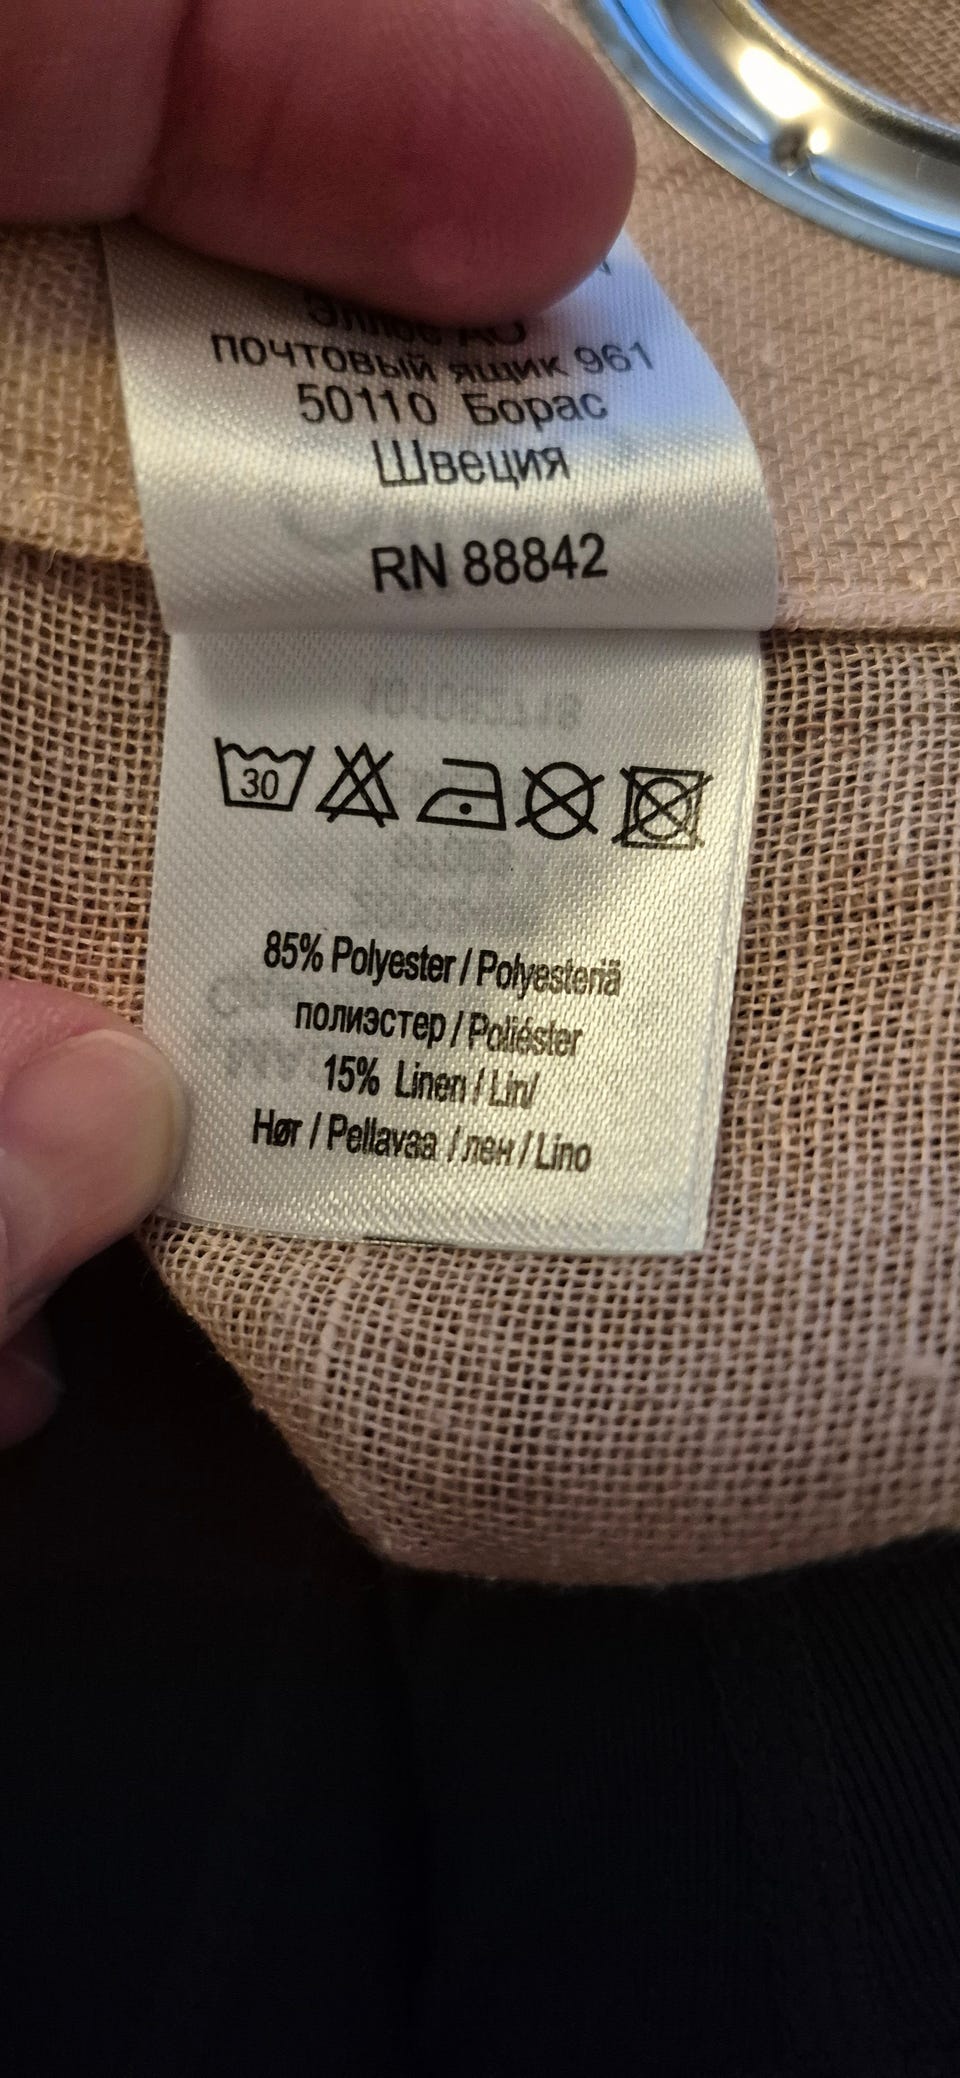 почтовый ящик 961
50110 Борас
Швеция
RN 88842
30
85% Polyester / Polyesteriä
полиэстер / Poliéster
15% Linen / Lin/
Hør / Pellavaa / лен / Lino